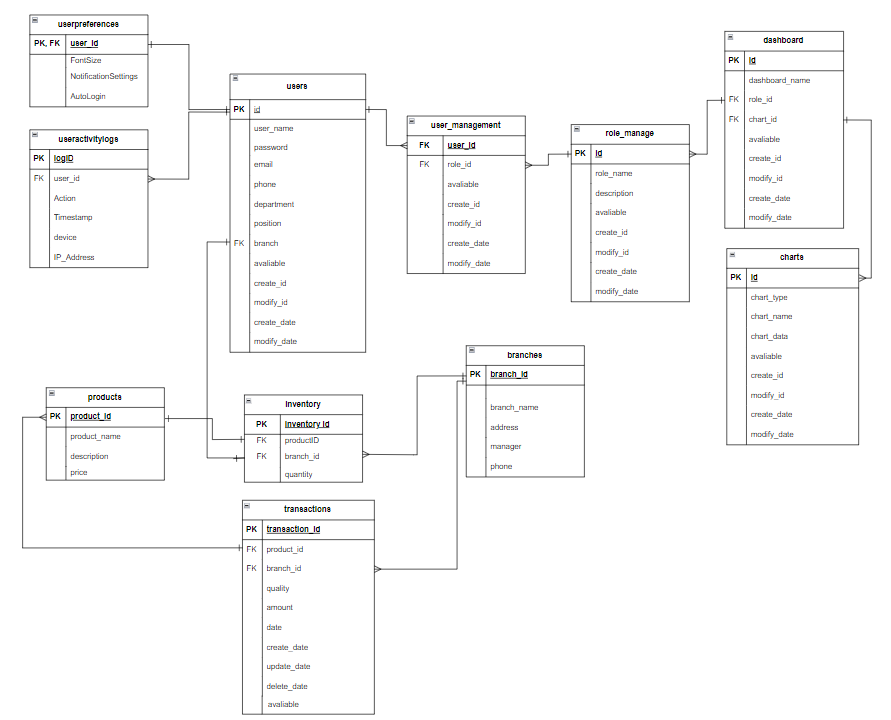 userpreferences
PK, FK user_id
FontSize
NotificationSettings
AutoLogin
useractivitylogs
PK logID
FK user_id
Action
Timestamp
device
IP_Address
users
PK id
user_name
password
email
phone
department
position
FK branch
avaliable
create_id
modify_id
create_date
modify_date
user_management
FK user_id
FK role_id
avaliable
create_id
modify_id
create_date
modify_date
role_manage
PK id
role_name
description
avaliable
create_id
modify_id
create_date
modify_date
dashboard
PK id
dashboard_name
FK role_id
FK chart_id
avaliable
create_id
modify_id
create_date
modify_date
charts
PK id
chart_type
chart_name
chart_data
avaliable
create_id
modify_id
create_date
modify_date
products
PK product_id
product_name
description
price
inventory
PK inventory id
FK productID
FK branch_id
quantity
branches
PK branch_id
branch_name
address
manager
phone
transactions
PK transaction_id
FK product_id
FK branch_id
quality
amount
date
create_date
update_date
delete_date
avaliable